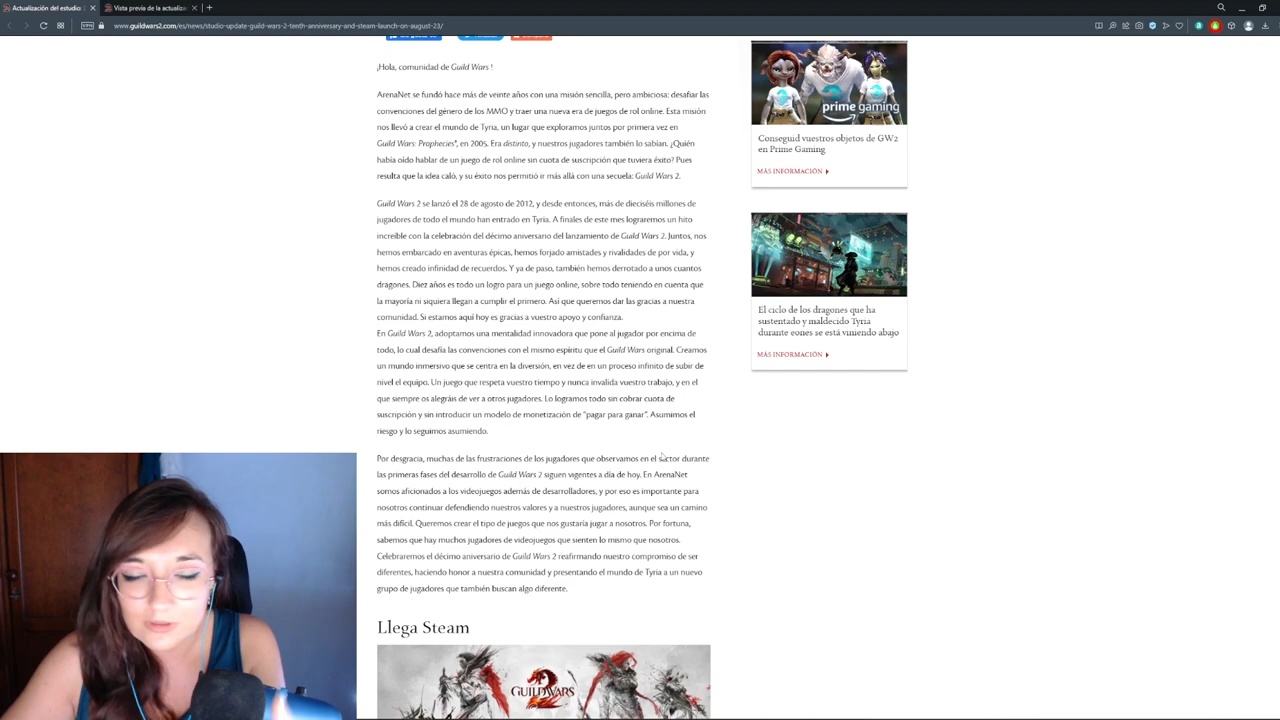 Actualización del estudio:
Vista previa de la actualizac
VPN
www.guildwars2.com/es/news/studio-update-guild-wars-2-tenth-anniversary-and-steam-launch-on-august-23/
¡Hola, comunidad de Guild Wars !
ArenaNet se fundó hace más de veinte años con una misión sencilla, pero ambiciosa: desafiar las
convenciones del género de los MMO y traer una nueva era de juegos de rol online. Esta misión
nos llevó a crear el mundo de Tyria, un lugar que exploramos juntos por primera vez en
Guild Wars: Prophecies®, en 2005. Era distinto, y nuestros jugadores también lo sabían. ¿Quién
había oído hablar de un juego de rol online sin cuota de suscripción que tuviera éxito? Pues
resulta que la idea caló, y su éxito nos permitió ir más allá con una secuela: Guild Wars 2.
Guild Wars 2 se lanzó el 28 de agosto de 2012, y desde entonces, más de dieciséis millones de
jugadores de todo el mundo han entrado en Tyria. A finales de este mes lograremos un hito
increíble con la celebración del décimo aniversario del lanzamiento de Guild Wars 2. Juntos, nos
hemos embarcado en aventuras épicas, hemos forjado amistades y rivalidades de por vida, y
hemos creado infinidad de recuerdos. Y ya de paso, también hemos derrotado a unos cuantos
dragones. Diez años es todo un logro para un juego online, sobre todo teniendo en cuenta que
la mayoría ni siquiera llegan a cumplir el primero. Así que queremos dar las gracias a nuestra
comunidad. Si estamos aquí hoy es gracias a vuestro apoyo y confianza.
En Guild Wars 2, adoptamos una mentalidad innovadora que pone al jugador por encima de
todo, lo cual desafía las convenciones con el mismo espíritu que el Guild Wars original. Creamos
un mundo inmersivo que se centra en la diversión, en vez de en un proceso infinito de subir de
nivel el equipo. Un juego que respeta vuestro tiempo y nunca invalida vuestro trabajo, y en el
que siempre os alegráis de ver a otros jugadores. Lo logramos todo sin cobrar cuota de
suscripción y sin introducir un modelo de monetización de "pagar para ganar". Asumimos el
riesgo y lo seguimos asumiendo.
Por desgracia, muchas de las frustraciones de los jugadores que observamos en el sector durante
las primeras fases del desarrollo de Guild Wars 2 siguen vigentes a día de hoy. En ArenaNet
somos aficionados a los videojuegos además de desarrolladores, y por eso es importante para
nosotros continuar defendiendo nuestros valores y a nuestros jugadores, aunque sea un camino
más difícil. Queremos crear el tipo de juegos que nos gustaría jugar a nosotros. Por fortuna,
sabemos que hay muchos jugadores de videojuegos que sienten lo mismo que nosotros.
Celebraremos el décimo aniversario de Guild Wars 2 reafirmando nuestro compromiso de ser
diferentes, haciendo honor a nuestra comunidad y presentando el mundo de Tyria a un nuevo
grupo de jugadores que también buscan algo diferente.
Llega Steam
GUILD WARS
2
prime gaming
Conseguid vuestros objetos de GW2
en Prime Gaming
MÁS INFORMACIÓN
El ciclo de los dragones que ha
sustentado y maldecido Tyria
durante eones se está viniendo abajo
MÁS INFORMACIÓN